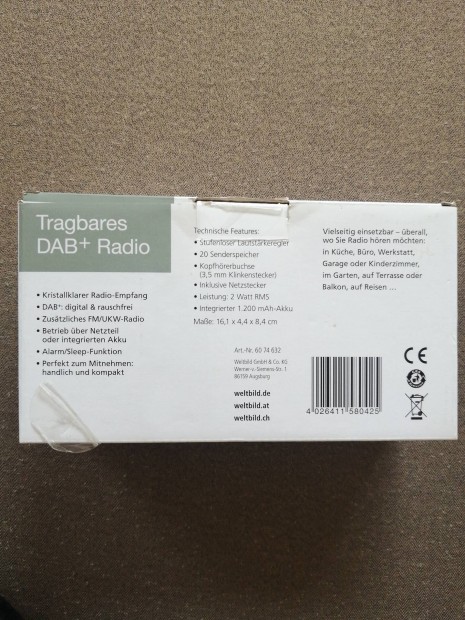 Tragbares
DAB+ Radio
• Kristallklarer Radio-Empfang
• DAB+: digital & rauschfrei
• Zusätzliches FM/UKW-Radio
• Betrieb über Netzteil
oder integrierten Akku
• Alarm/Sleep-Funktion
• Perfekt zum Mitnehmen:
handlich und kompakt
Technische Features:
• Stufenloser Lautstärkeregler
• 20 Senderspeicher
• Kopfhörerbuchse
(3,5 mm Klinkenstecker)
• Inklusive Netzstecker
• Leistung: 2 Watt RMS
• Integrierter 1.200 mAh-Akku
Maße: 16,1 x 4,4 x 8,4 cm
Art.-Nr. 60 74 632
Weltbild GmbH & Co. KG
Werner-v.-Siemens-Str. 1
86159 Augsburg
weltbild.de
weltbild.at
weltbild.ch
Vielseitig einsetzbar – überall,
wo Sie Radio hören möchten:
in Küche, Büro, Werkstatt,
Garage oder Kinderzimmer,
im Garten, auf Terrasse oder
Balkon, auf Reisen ...
CE
4 026411 580425